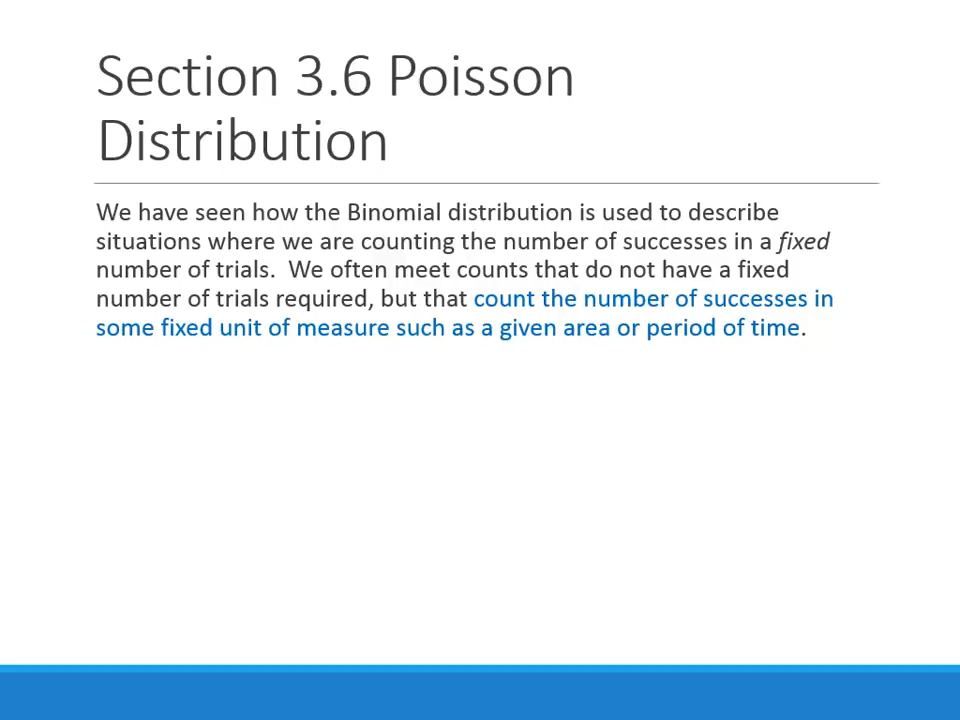 Section 3.6 Poisson
Distribution
We have seen how the Binomial distribution is used to describe
situations where we are counting the number of successes in a fixed
number of trials.  We often meet counts that do not have a fixed
number of trials required, but that count the number of successes in
some fixed unit of measure such as a given area or period of time.